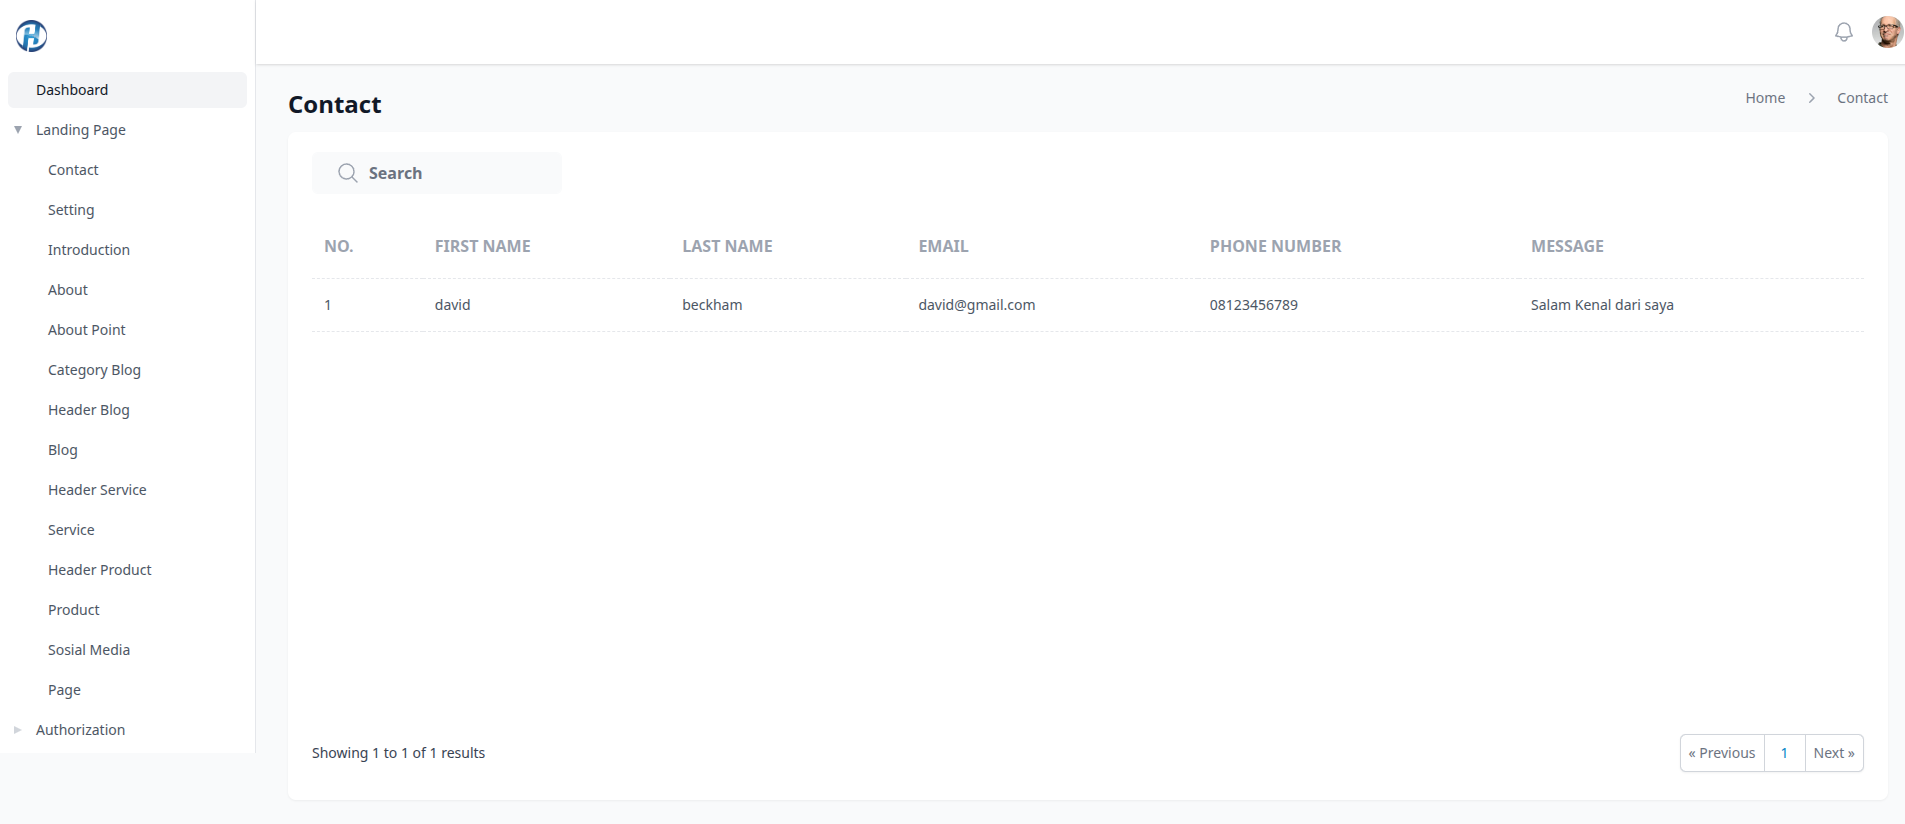 H
Dashboard
Landing Page
Contact
Setting
Introduction
About
About Point
Category Blog
Header Blog
Blog
Header Service
Service
Header Product
Product
Sosial Media
Page
Authorization
Contact
Home > Contact
Search
NO. FIRST NAME LAST NAME EMAIL PHONE NUMBER MESSAGE
1 david beckham david@gmail.com 08123456789 Salam Kenal dari saya
Showing 1 to 1 of 1 results
« Previous 1 Next »